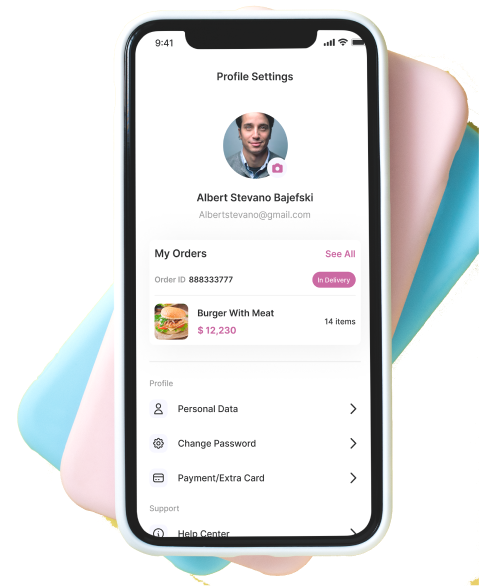 9:41
Profile Settings
Albert Stevano Bajefski
Albertstevano@gmail.com
My Orders See All
Order ID 888333777 In Delivery
Burger With Meat
$ 12,230 14 items
Profile
Personal Data
Change Password
Payment/Extra Card
Support
Help Center